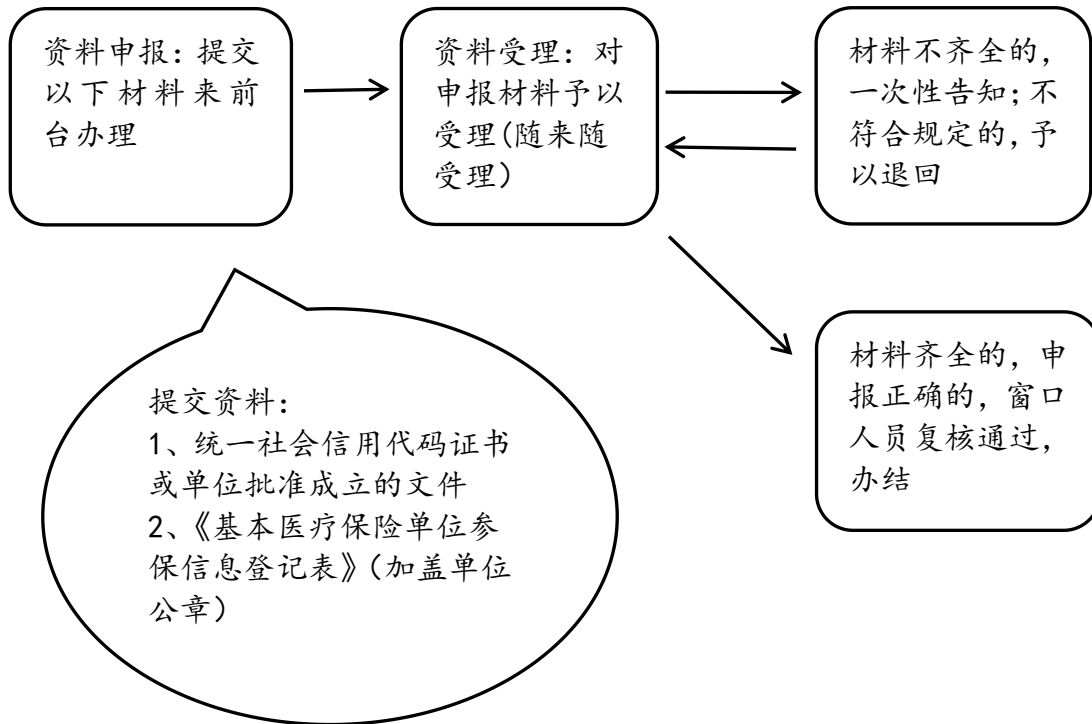 资料申报：提交
以下材料来前
台办理
资料受理：对
申报材料予以
受理(随来随
受理)
材料不齐全的，
一次性告知；不
符合规定的，予
以退回
提交资料：
1、统一社会信用代码证书
或单位批准成立的文件
2、《基本医疗保险单位参
保信息登记表》(加盖单位
公章)
材料齐全的，申
报正确的，窗口
人员复核通过，
办结